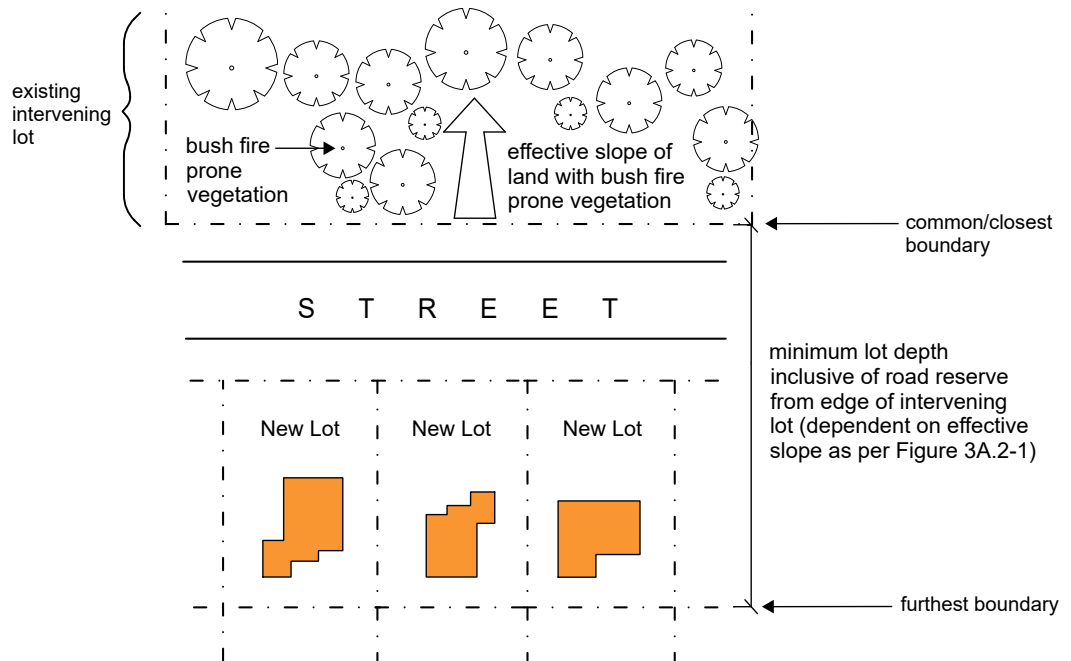 existing
intervening
lot
bush fire
prone
vegetation
effective slope of
land with bush fire
prone vegetation
common/closest
boundary
S T R E E T
minimum lot depth
inclusive of road reserve
from edge of intervening
lot (dependent on effective
slope as per Figure 3A.2-1)
New Lot
New Lot
New Lot
furthest boundary